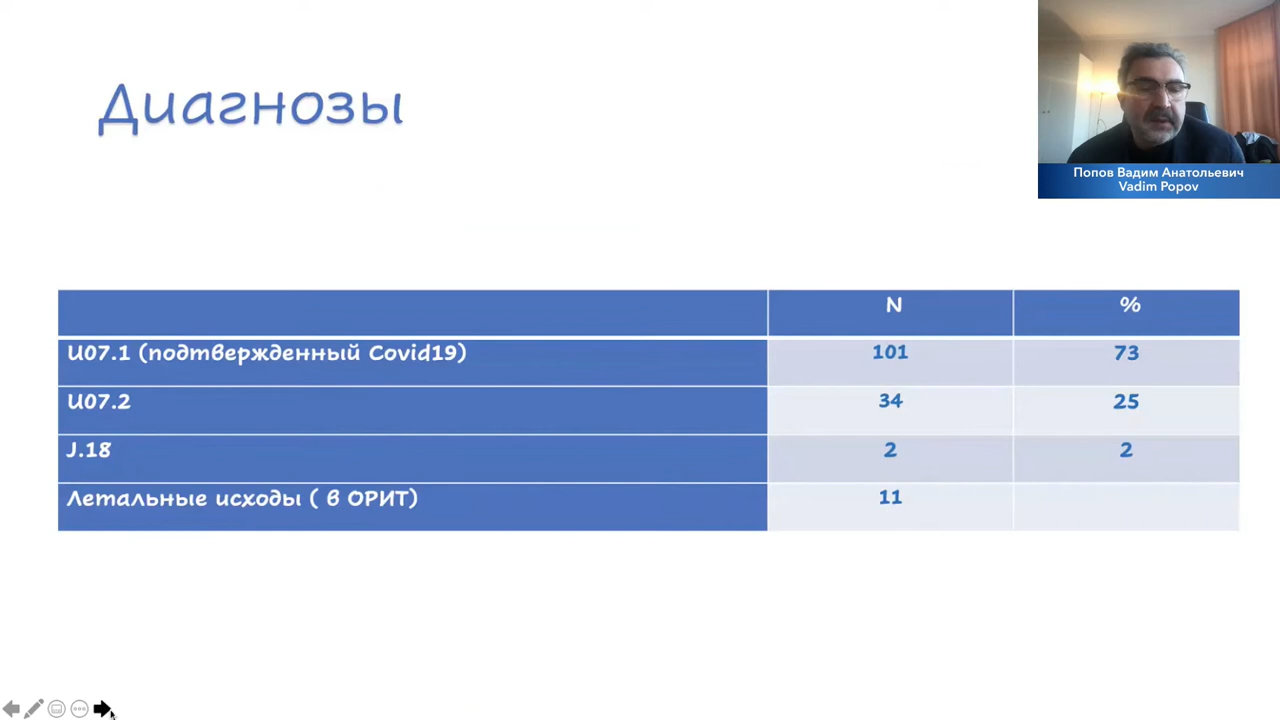 Диагнозы
Попов Вадим Анатольевич
Vadim Popov
N %
U07.1 (подтвержденный Covid19) 101 73
U07.2 34 25
J.18 2 2
Летальные исходы ( в ОРИТ) 11